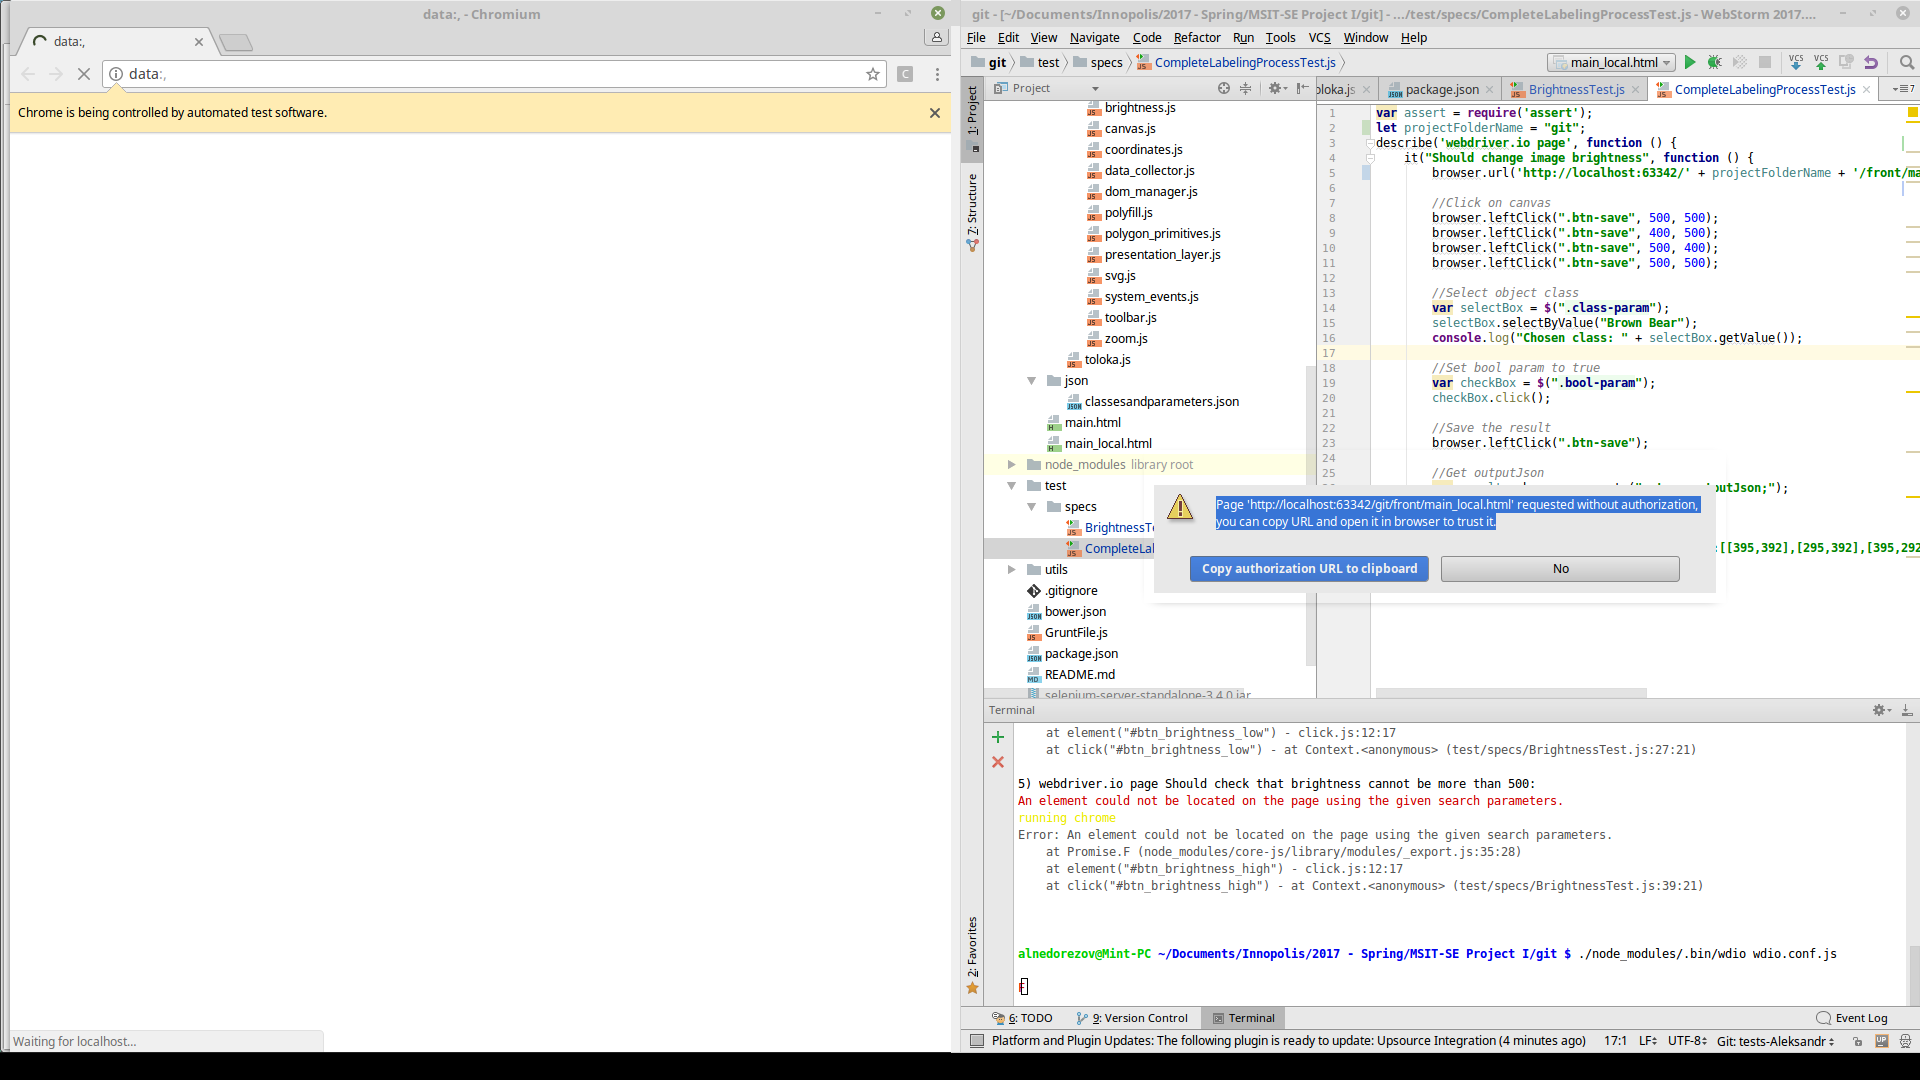 data:, - Chromium
data:,
data:,
Chrome is being controlled by automated test software.
Waiting for localhost...
git - [~/Documents/Innopolis/2017 - Spring/MSIT-SE Project I/git] - .../test/specs/CompleteLabelingProcessTest.js - WebStorm 2017....
File Edit View Navigate Code Refactor Run Tools VCS Window Help
git test specs CompleteLabelingProcessTest.js main_local.html VCS VCS
1: Project
7: Structure
2: Favorites
Project
brightness.js
canvas.js
coordinates.js
data_collector.js
dom_manager.js
polyfill.js
polygon_primitives.js
presentation_layer.js
svg.js
system_events.js
toolbar.js
zoom.js
toloka.js
json
classesandparameters.json
main.html
main_local.html
node_modules library root
test
specs
BrightnessTe
CompleteLal
utils
.gitignore
bower.json
GruntFile.js
package.json
README.md
selenium-server-standalone-3.4.0.jar
oloka.js package.json BrightnessTest.js CompleteLabelingProcessTest.js 7
1 var assert = require('assert');
2 let projectFolderName = "git";
3 describe('webdriver.io page', function () {
4 it("Should change image brightness", function () {
5 browser.url('http://localhost:63342/' + projectFolderName + '/front/ma
6
7 //Click on canvas
8 browser.leftClick(".btn-save", 500, 500);
9 browser.leftClick(".btn-save", 400, 500);
10 browser.leftClick(".btn-save", 500, 400);
11 browser.leftClick(".btn-save", 500, 500);
12
13 //Select object class
14 var selectBox = $(".class-param");
15 selectBox.selectByValue("Brown Bear");
16 console.log("Chosen class: " + selectBox.getValue());
17
18 //Set bool param to true
19 var checkBox = $(".bool-param");
20 checkBox.click();
21
22 //Save the result
23 browser.leftClick(".btn-save");
24
25 //Get outputJson
utJson;");
:[[395,392],[295,392],[395,292
Page 'http://localhost:63342/git/front/main_local.html' requested without authorization,
you can copy URL and open it in browser to trust it.
Copy authorization URL to clipboard
No
Terminal
at element("#btn_brightness_low") - click.js:12:17
at click("#btn_brightness_low") - at Context.<anonymous> (test/specs/BrightnessTest.js:27:21)
5) webdriver.io page Should check that brightness cannot be more than 500:
An element could not be located on the page using the given search parameters.
running chrome
Error: An element could not be located on the page using the given search parameters.
at Promise.F (node_modules/core-js/library/modules/_export.js:35:28)
at element("#btn_brightness_high") - click.js:12:17
at click("#btn_brightness_high") - at Context.<anonymous> (test/specs/BrightnessTest.js:39:21)
alnedorezov@Mint-PC ~/Documents/Innopolis/2017 - Spring/MSIT-SE Project I/git $ ./node_modules/.bin/wdio wdio.conf.js
F
6: TODO 9: Version Control Terminal Event Log
Platform and Plugin Updates: The following plugin is ready to update: Upsource Integration (4 minutes ago) 17:1 LF UTF-8 Git: tests-Aleksandr